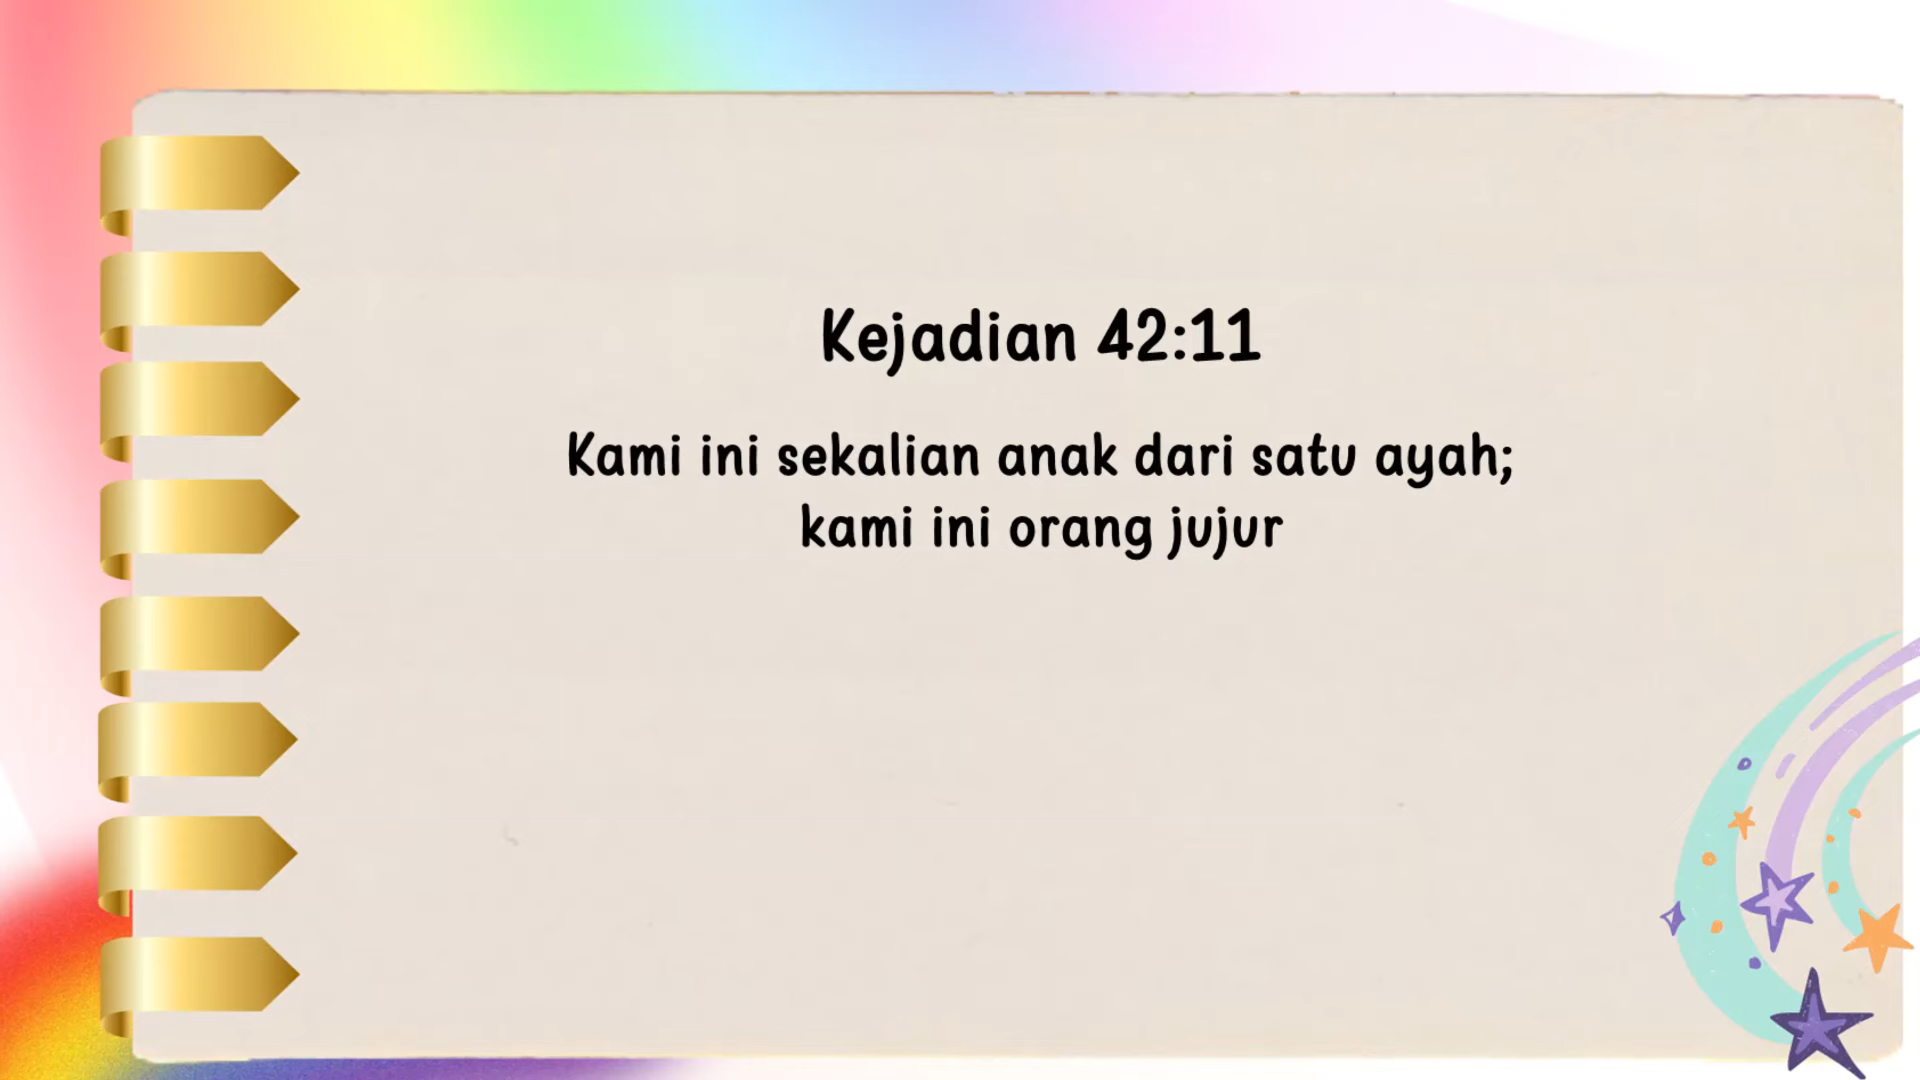 Kejadian 42:11
Kami ini sekalian anak dari satu ayah;
kami ini orang jujur